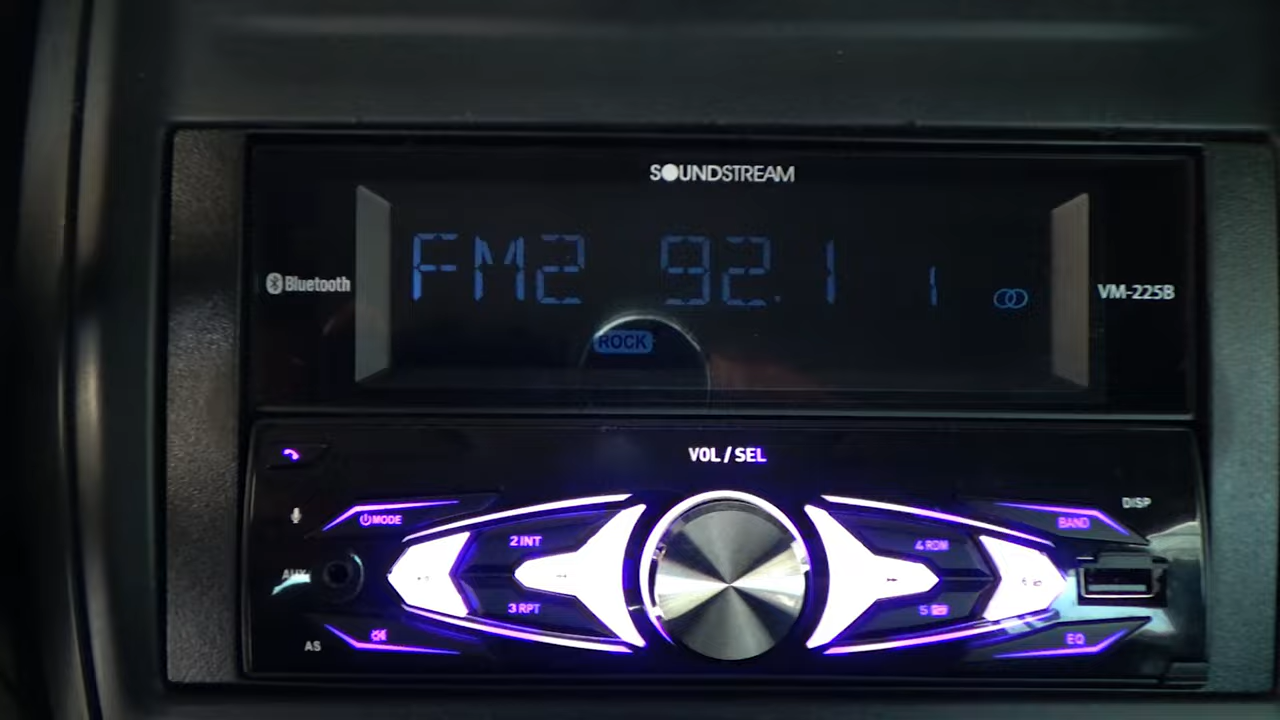 SOUNDSTREAM
FM2 92.1 1
Bluetooth
VM-225B
ROCK
VOL / SEL
DISP
MODE
BAND
2 INT
4 RDM
AUX
3 RPT
5
AS
EQ